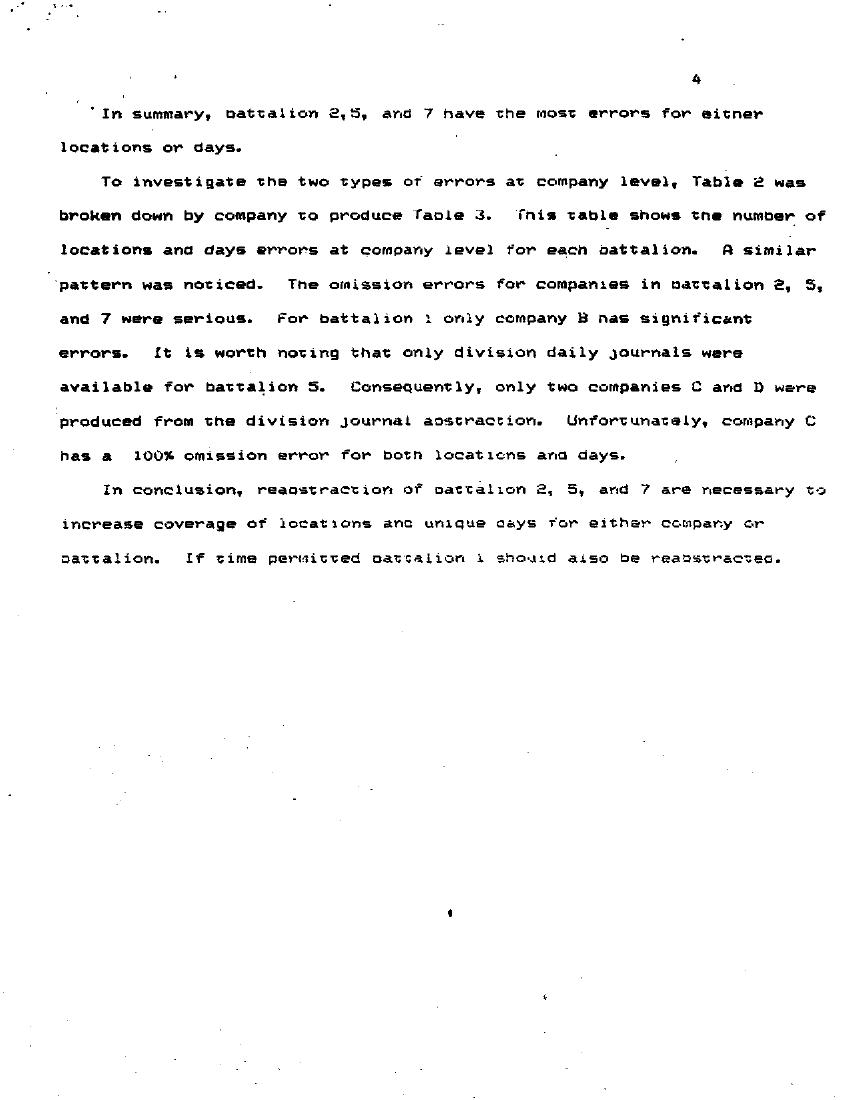 4
In summary, battalion 2,5, and 7 have the most errors for either
locations or days.
To investigate the two types of errors at company level, Table 2 was
broken down by company to produce Table 3. This table shows the number of
locations and days errors at company level for each battalion. A similar
pattern was noticed. The omission errors for companies in battalion 2, 5,
and 7 were serious. For battalion 1 only company B has significant
errors. It is worth noting that only division daily journals were
available for battalion 5. Consequently, only two companies C and D were
produced from the division journal abstraction. Unfortunately, company C
has a 100% omission error for both locations and days.
In conclusion, reabstraction of battalion 2, 5, and 7 are necessary to
increase coverage of locations and unique days for either company or
battalion. If time permitted battalion 1 should also be reabstracted.